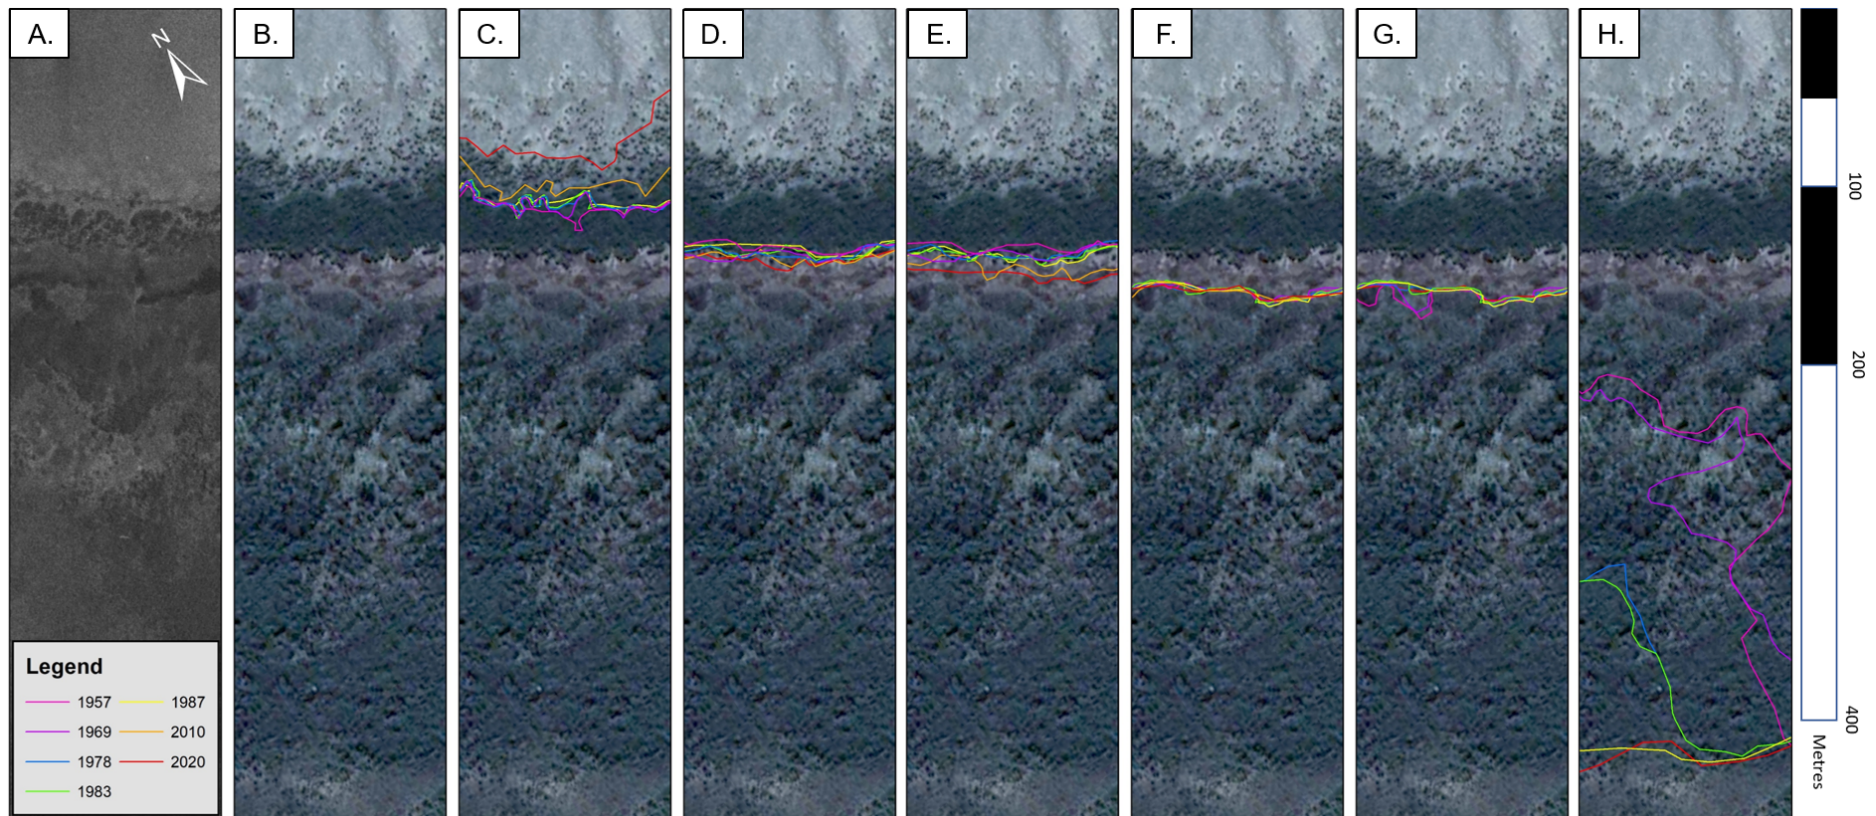 A.
B.
C.
D.
E.
F.
G.
H.
N
100
200
400
Metres
Legend
1957
1987
1969
2010
1978
2020
1983